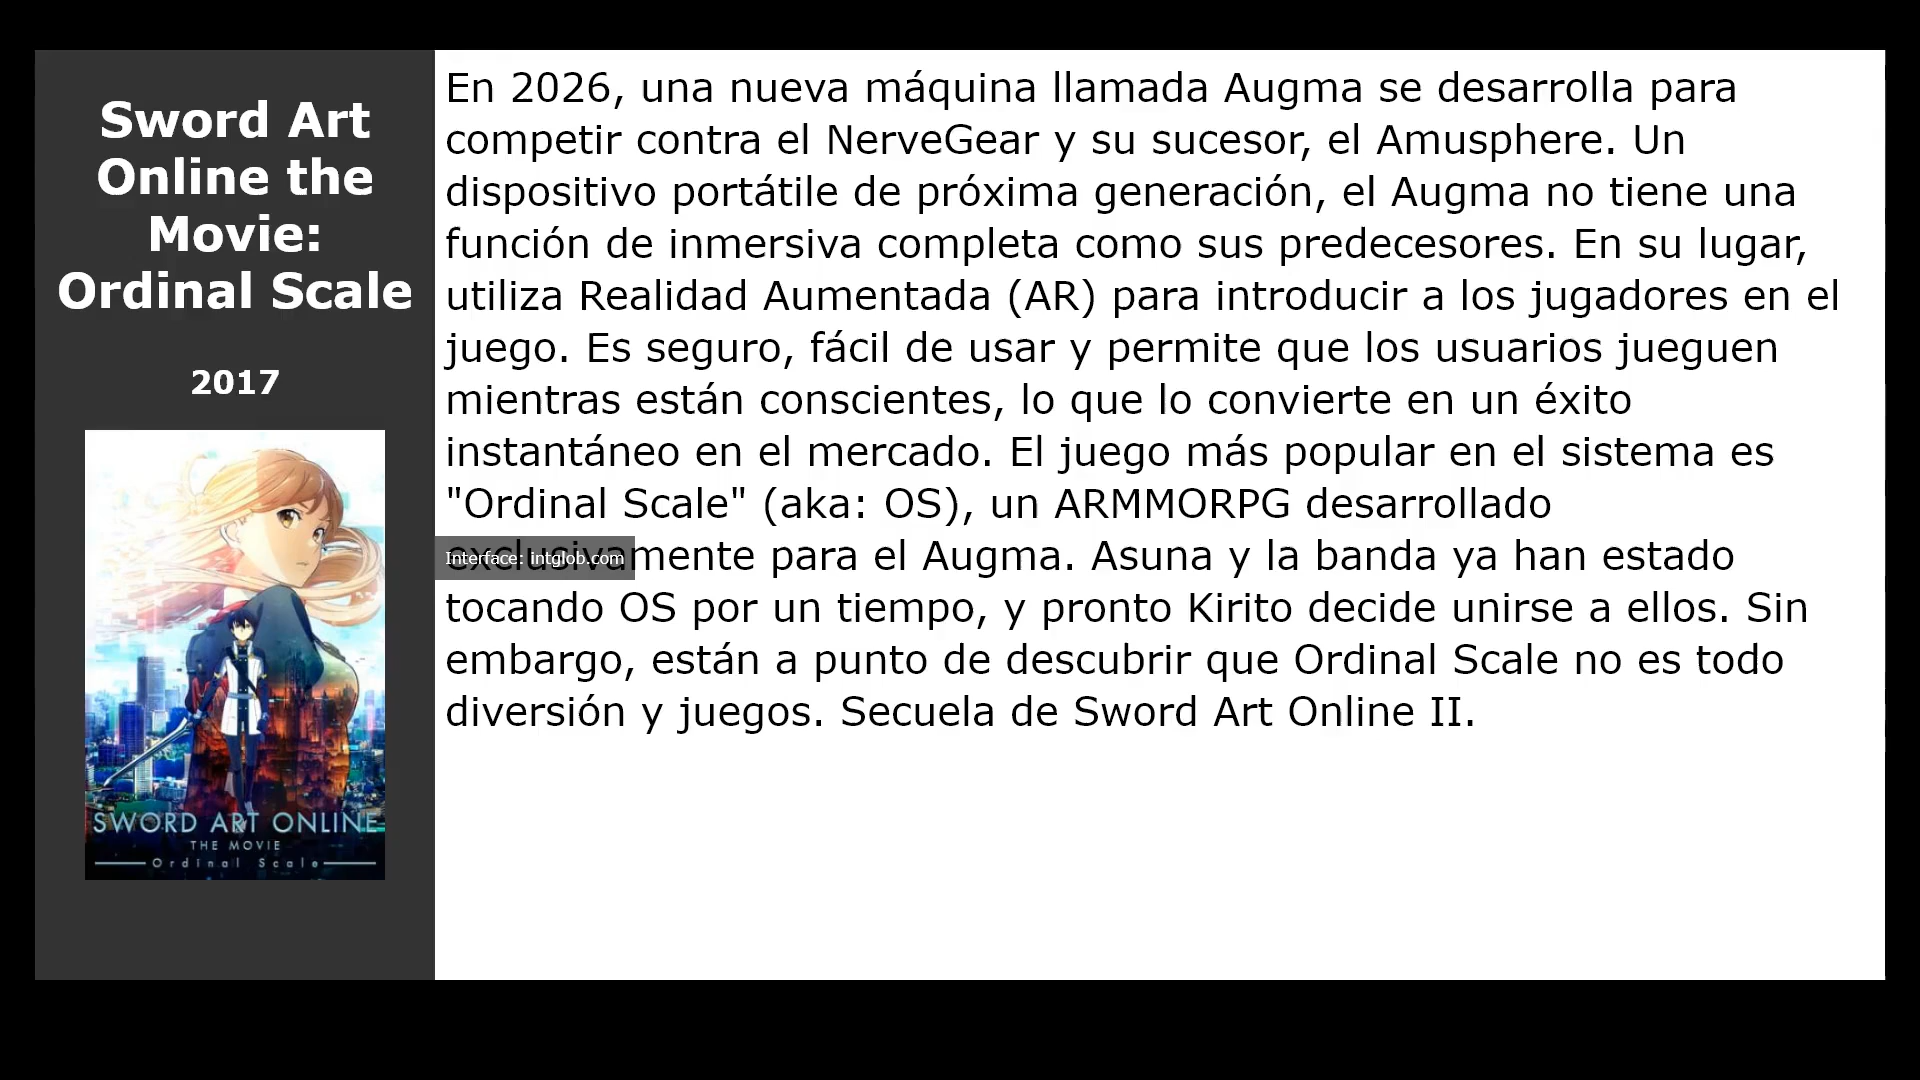 Sword Art
Online the
Movie:
Ordinal Scale
2017
SWORD ART ONLINE
THE MOVIE
Ordinal Scale
En 2026, una nueva máquina llamada Augma se desarrolla para
competir contra el NerveGear y su sucesor, el Amusphere. Un
dispositivo portátile de próxima generación, el Augma no tiene una
función de inmersiva completa como sus predecesores. En su lugar,
utiliza Realidad Aumentada (AR) para introducir a los jugadores en el
juego. Es seguro, fácil de usar y permite que los usuarios jueguen
mientras están conscientes, lo que lo convierte en un éxito
instantáneo en el mercado. El juego más popular en el sistema es
"Ordinal Scale" (aka: OS), un ARMMORPG desarrollado
exclusivamente para el Augma. Asuna y la banda ya han estado
Interface: intglob.com
tocando OS por un tiempo, y pronto Kirito decide unirse a ellos. Sin
embargo, están a punto de descubrir que Ordinal Scale no es todo
diversión y juegos. Secuela de Sword Art Online II.